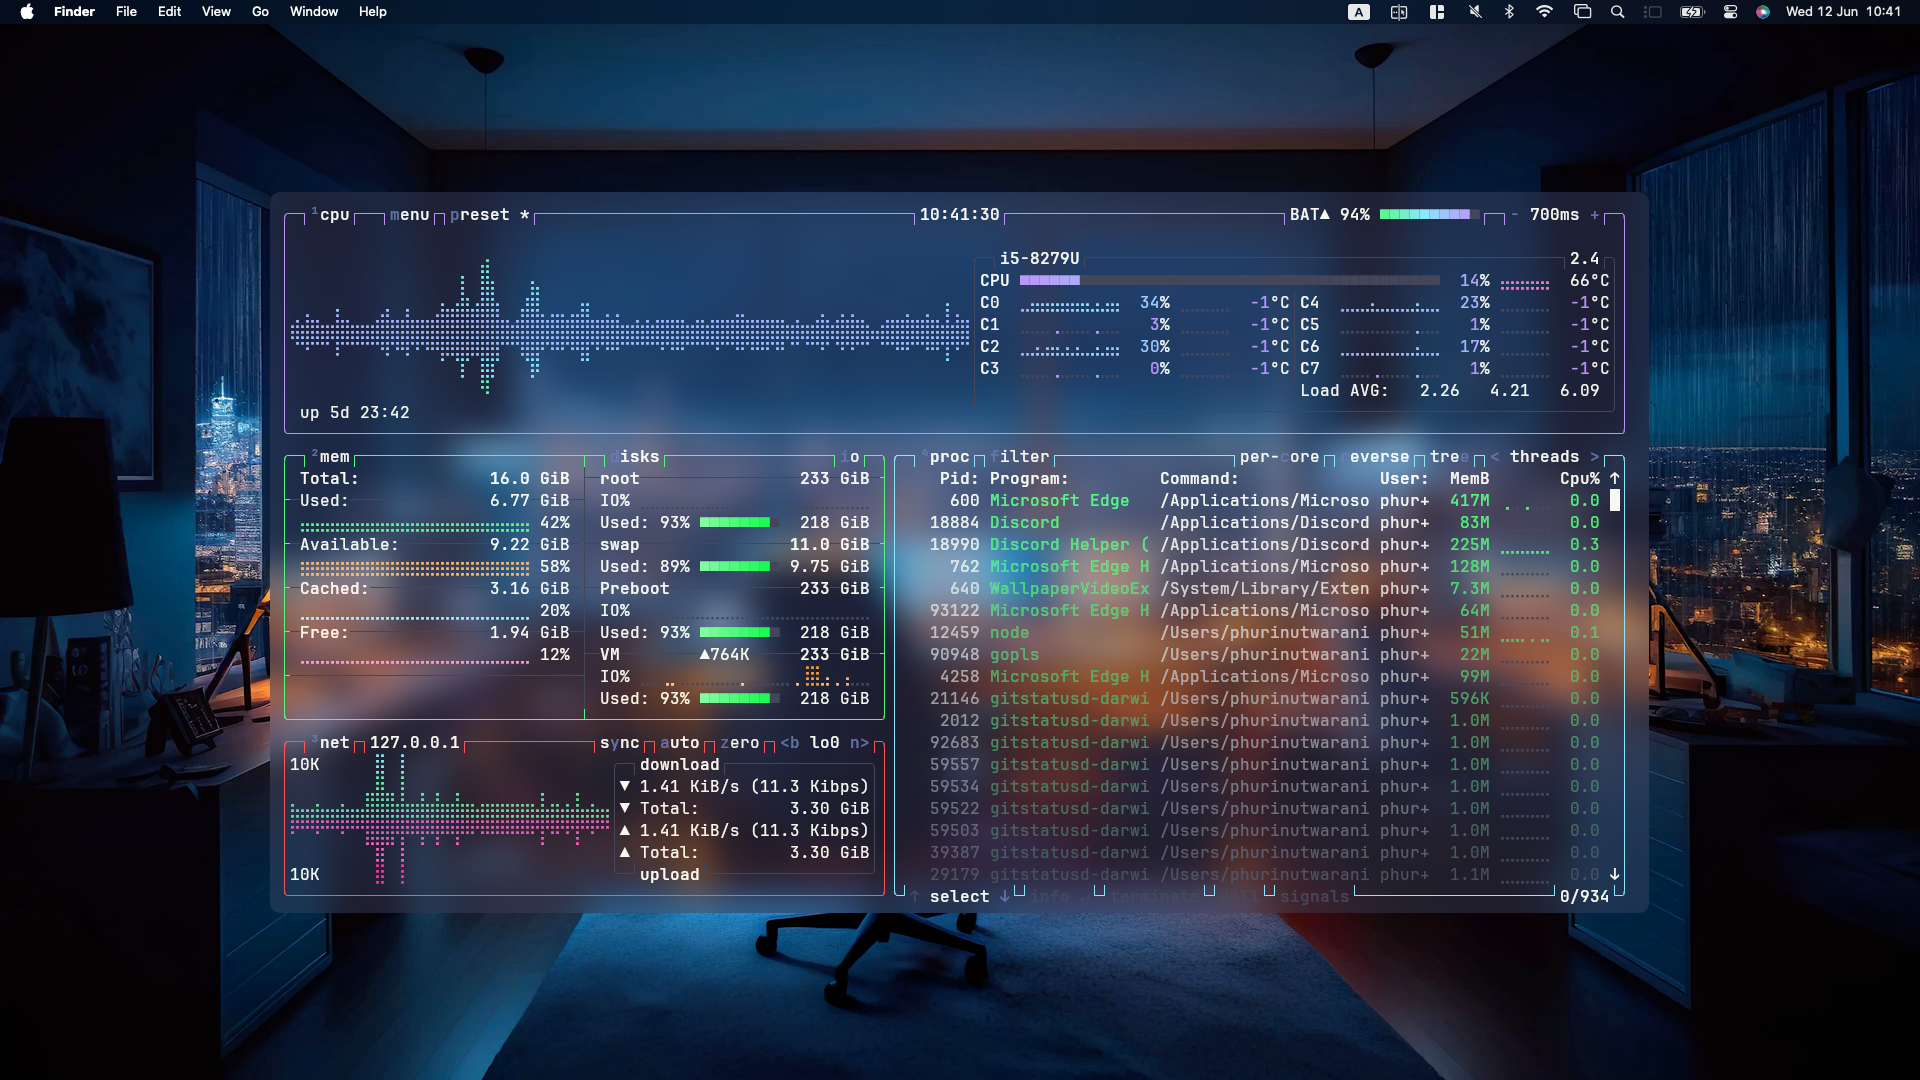 Finder File Edit View Go Window Help A Wed 12 Jun 10:41
1cpu menu preset * 10:41:30 BAT▲ 94% - 700ms +
i5-8279U 2.4
CPU 14% 66°C
C0 34% -1°C C4 23% -1°C
C1 3% -1°C C5 1% -1°C
C2 30% -1°C C6 17% -1°C
C3 0% -1°C C7 1% -1°C
Load AVG: 2.26 4.21 6.09
up 5d 23:42
2mem
Total: 16.0 GiB
Used: 6.77 GiB
42%
Available: 9.22 GiB
58%
Cached: 3.16 GiB
20%
Free: 1.94 GiB
12%
disks io
root 233 GiB
IO%
Used: 93% 218 GiB
swap 11.0 GiB
Used: 89% 9.75 GiB
Preboot 233 GiB
IO%
Used: 93% 218 GiB
VM ▲764K 233 GiB
IO%
Used: 93% 218 GiB
3net 127.0.0.1 sync auto zero <b lo0 n>
10K
download
▼ 1.41 KiB/s (11.3 Kibps)
▼ Total: 3.30 GiB
▲ 1.41 KiB/s (11.3 Kibps)
▲ Total: 3.30 GiB
upload
10K
4proc filter per-core reverse tree < threads >
Pid: Program: Command: User: MemB Cpu% ↑
600 Microsoft Edge /Applications/Microso phur+ 417M 0.0
18884 Discord /Applications/Discord phur+ 83M 0.0
18990 Discord Helper ( /Applications/Discord phur+ 225M 0.3
762 Microsoft Edge H /Applications/Microso phur+ 128M 0.0
640 WallpaperVideoEx /System/Library/Exten phur+ 7.3M 0.0
93122 Microsoft Edge H /Applications/Microso phur+ 64M 0.0
12459 node /Users/phurinutwarani phur+ 51M 0.1
90948 gopls /Users/phurinutwarani phur+ 22M 0.0
4258 Microsoft Edge H /Applications/Microso phur+ 99M 0.0
21146 gitstatusd-darwi /Users/phurinutwarani phur+ 596K 0.0
2012 gitstatusd-darwi /Users/phurinutwarani phur+ 1.0M 0.0
92683 gitstatusd-darwi /Users/phurinutwarani phur+ 1.0M 0.0
59557 gitstatusd-darwi /Users/phurinutwarani phur+ 1.0M 0.0
59534 gitstatusd-darwi /Users/phurinutwarani phur+ 1.0M 0.0
59522 gitstatusd-darwi /Users/phurinutwarani phur+ 1.0M 0.0
59503 gitstatusd-darwi /Users/phurinutwarani phur+ 1.0M 0.0
39387 gitstatusd-darwi /Users/phurinutwarani phur+ 1.0M 0.0
29179 gitstatusd-darwi /Users/phurinutwarani phur+ 1.1M 0.0 ↓
↑ select ↓ info terminate signals 0/934